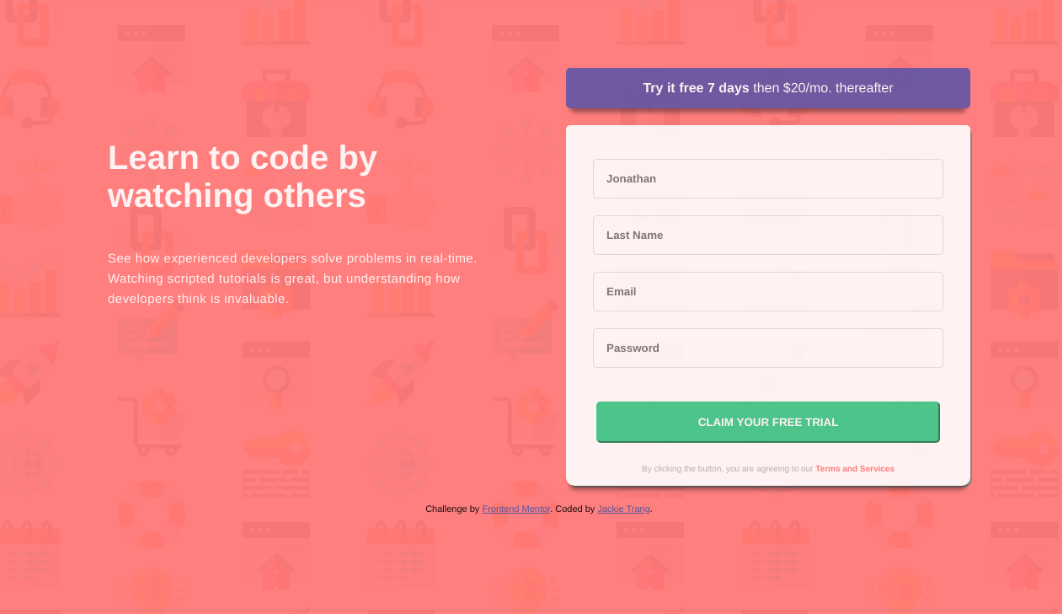 Learn to code by
watching others
See how experienced developers solve problems in real-time.
Watching scripted tutorials is great, but understanding how
developers think is invaluable.
Try it free 7 days then $20/mo. thereafter
Jonathan
Last Name
Email
Password
CLAIM YOUR FREE TRIAL
By clicking the button, you are agreeing to our Terms and Services
Challenge by Frontend Mentor. Coded by Jackie Trang.